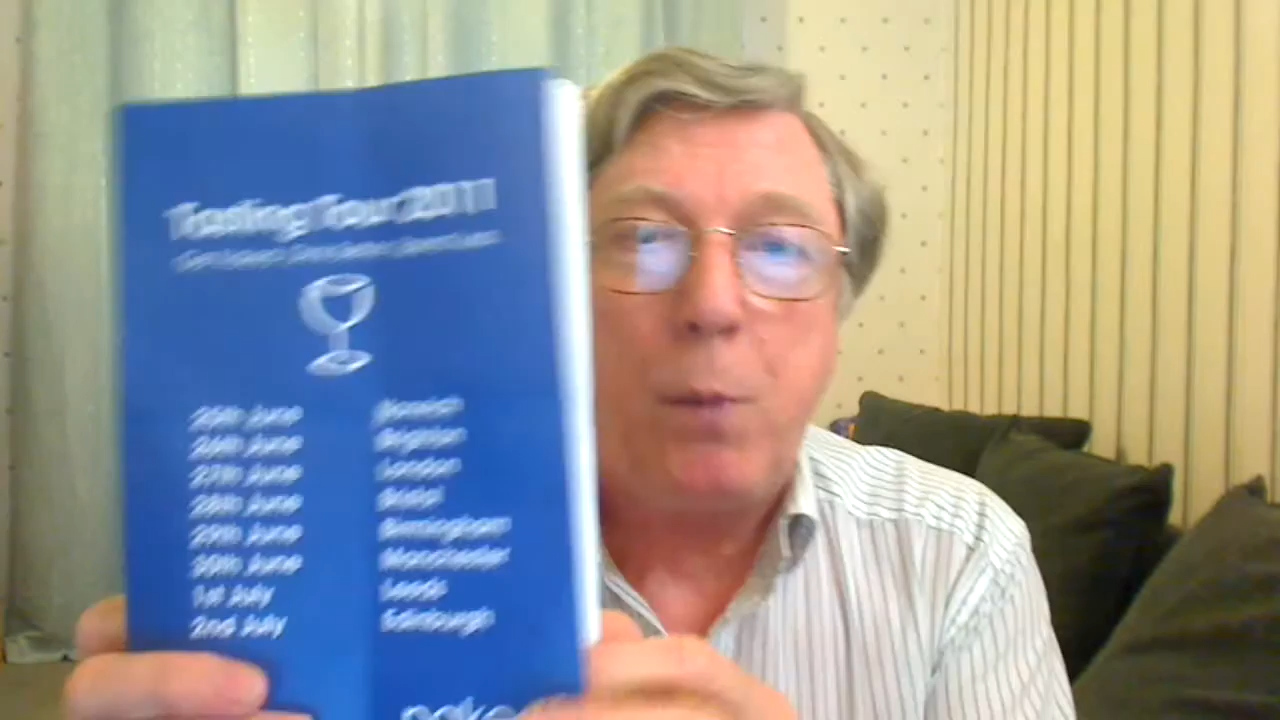 Tasting Tour 2011
25th June
26th June
27th June London
28th June Bristol
29th June Birmingham
30th June Manchester
1st July Leeds
2nd July Edinburgh